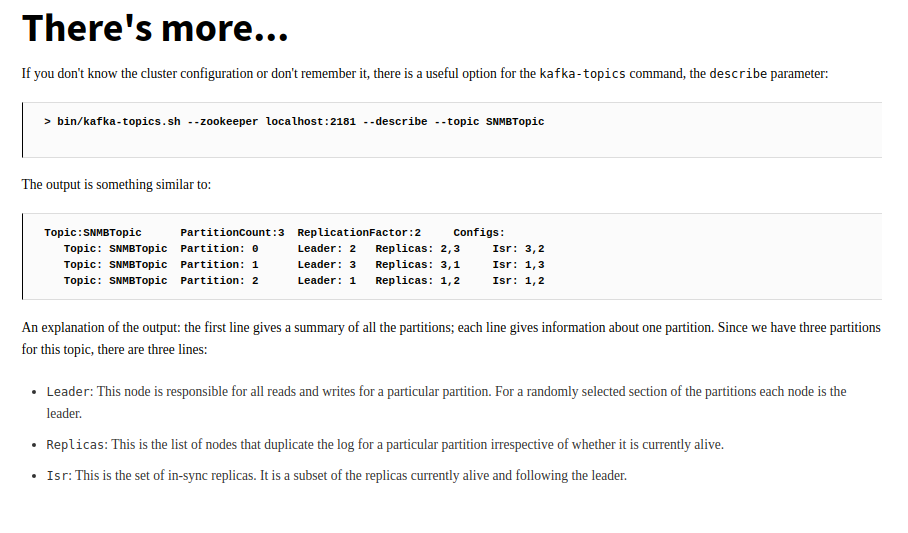 There's more...
If you don't know the cluster configuration or don't remember it, there is a useful option for the kafka-topics command, the describe parameter:
> bin/kafka-topics.sh --zookeeper localhost:2181 --describe --topic SNMBTopic
The output is something similar to:
Topic:SNMBTopic PartitionCount:3 ReplicationFactor:2 Configs:
Topic: SNMBTopic Partition: 0 Leader: 2 Replicas: 2,3 Isr: 3,2
Topic: SNMBTopic Partition: 1 Leader: 3 Replicas: 3,1 Isr: 1,3
Topic: SNMBTopic Partition: 2 Leader: 1 Replicas: 1,2 Isr: 1,2
An explanation of the output: the first line gives a summary of all the partitions; each line gives information about one partition. Since we have three partitions
for this topic, there are three lines:
• Leader: This node is responsible for all reads and writes for a particular partition. For a randomly selected section of the partitions each node is the
leader.
• Replicas: This is the list of nodes that duplicate the log for a particular partition irrespective of whether it is currently alive.
• Isr: This is the set of in-sync replicas. It is a subset of the replicas currently alive and following the leader.